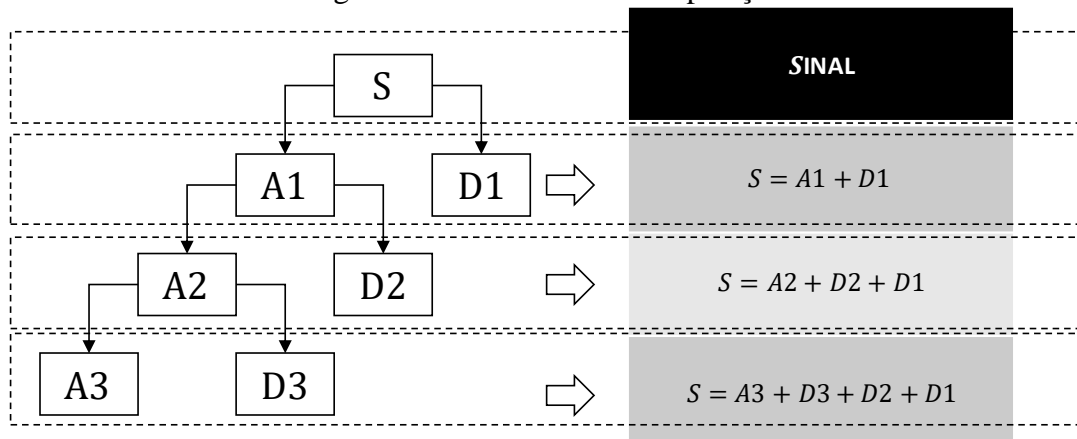 SINAL
S
A1
D1
S = A1 + D1
A2
D2
S = A2 + D2 + D1
A3
D3
S = A3 + D3 + D2 + D1